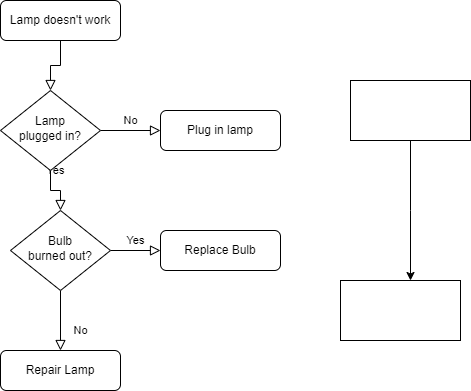 Lamp doesn't work
Lamp
plugged in?
No
Plug in lamp
Yes
Bulb
burned out?
Yes
Replace Bulb
No
Repair Lamp